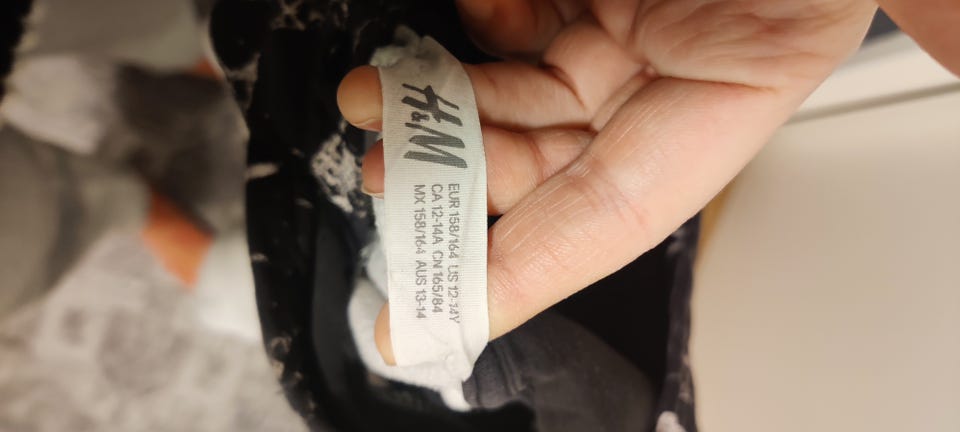 H&M
EUR 158/164 US 12-14Y
CA 12-14A CN 165/84
MX 158/164 AUS 13-14